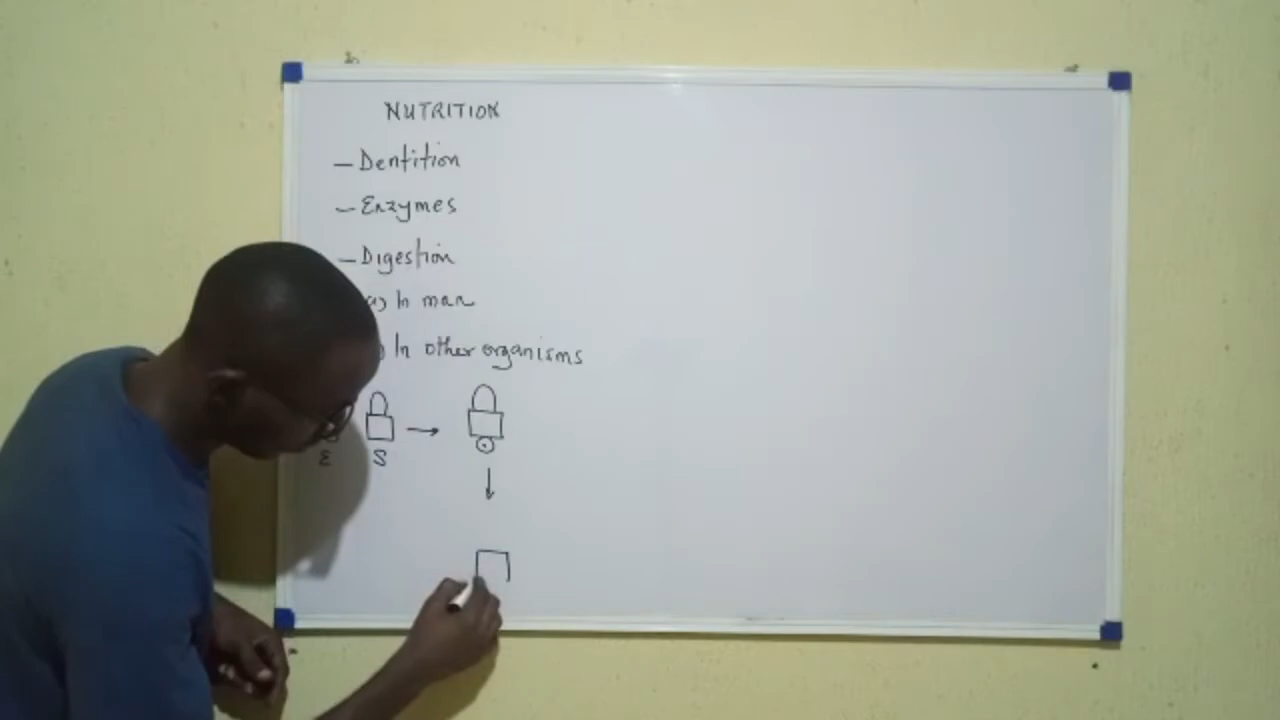 NUTRITION
– Dentition
– Enzymes
– Digestion
a) In man
) In other organisms
E S